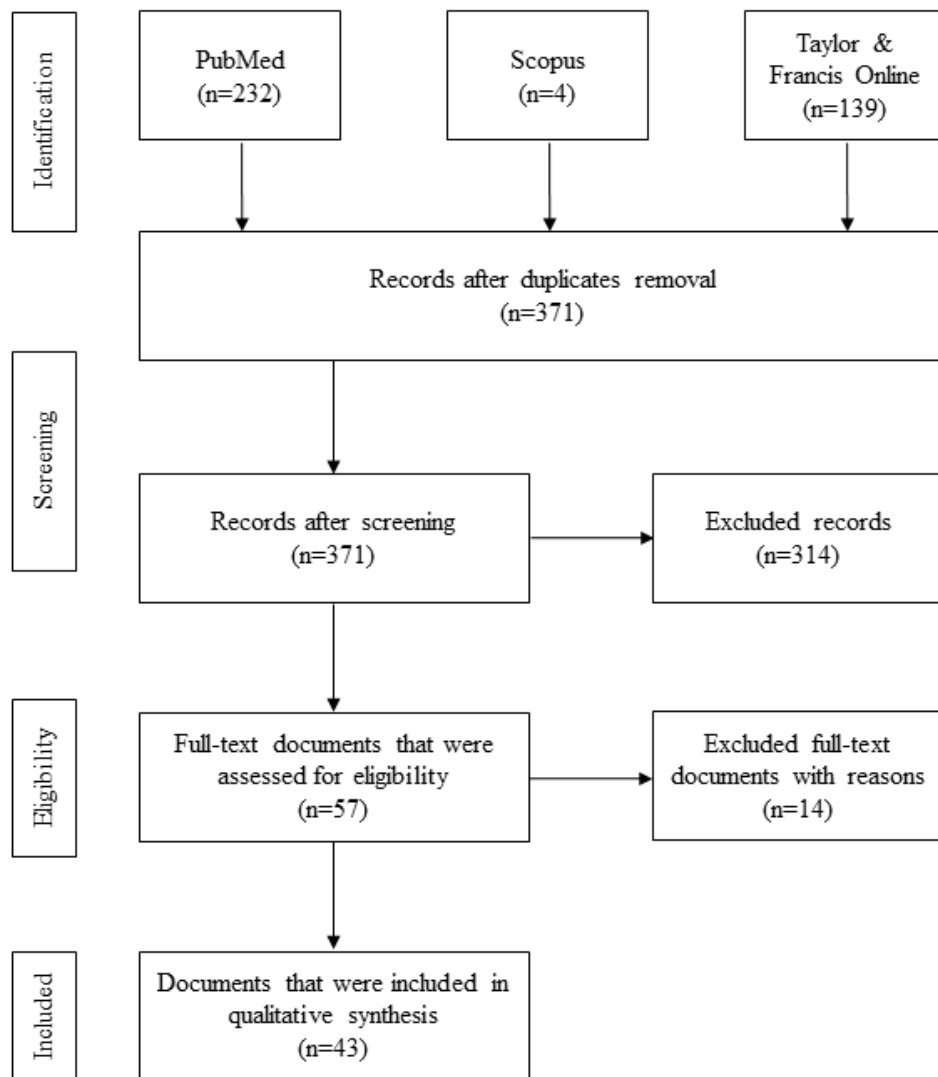 Identification
PubMed
(n=232)
Scopus
(n=4)
Taylor &
Francis Online
(n=139)
Records after duplicates removal
(n=371)
Screening
Records after screening
(n=371)
Excluded records
(n=314)
Eligibility
Full-text documents that were
assessed for eligibility
(n=57)
Excluded full-text
documents with reasons
(n=14)
Included
Documents that were included in
qualitative synthesis
(n=43)